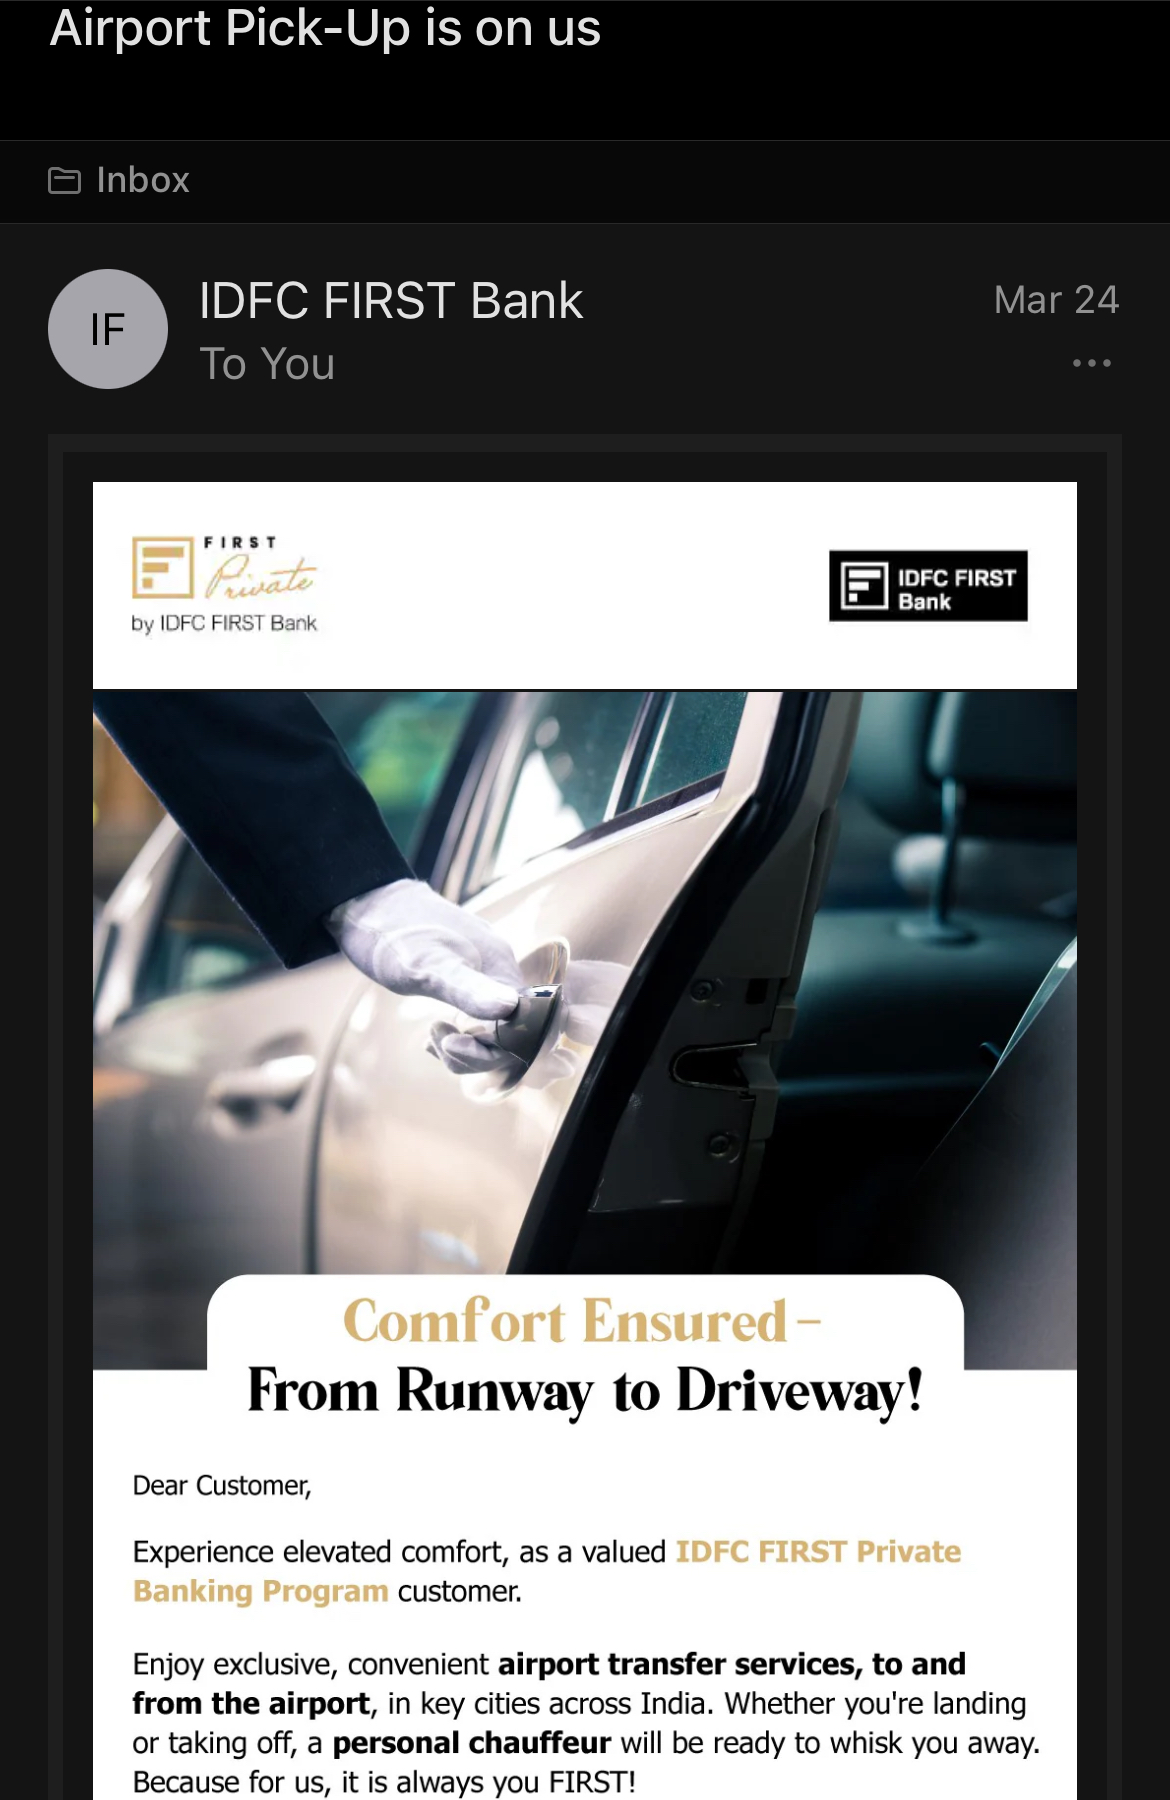 Airport Pick-Up is on us
Inbox
IF
IDFC FIRST Bank
Mar 24
To You
FIRST
Private
by IDFC FIRST Bank
IDFC FIRST
Bank
Comfort Ensured–
From Runway to Driveway!
Dear Customer,
Experience elevated comfort, as a valued IDFC FIRST Private
Banking Program customer.
Enjoy exclusive, convenient airport transfer services, to and
from the airport, in key cities across India. Whether you're landing
or taking off, a personal chauffeur will be ready to whisk you away.
Because for us, it is always you FIRST!